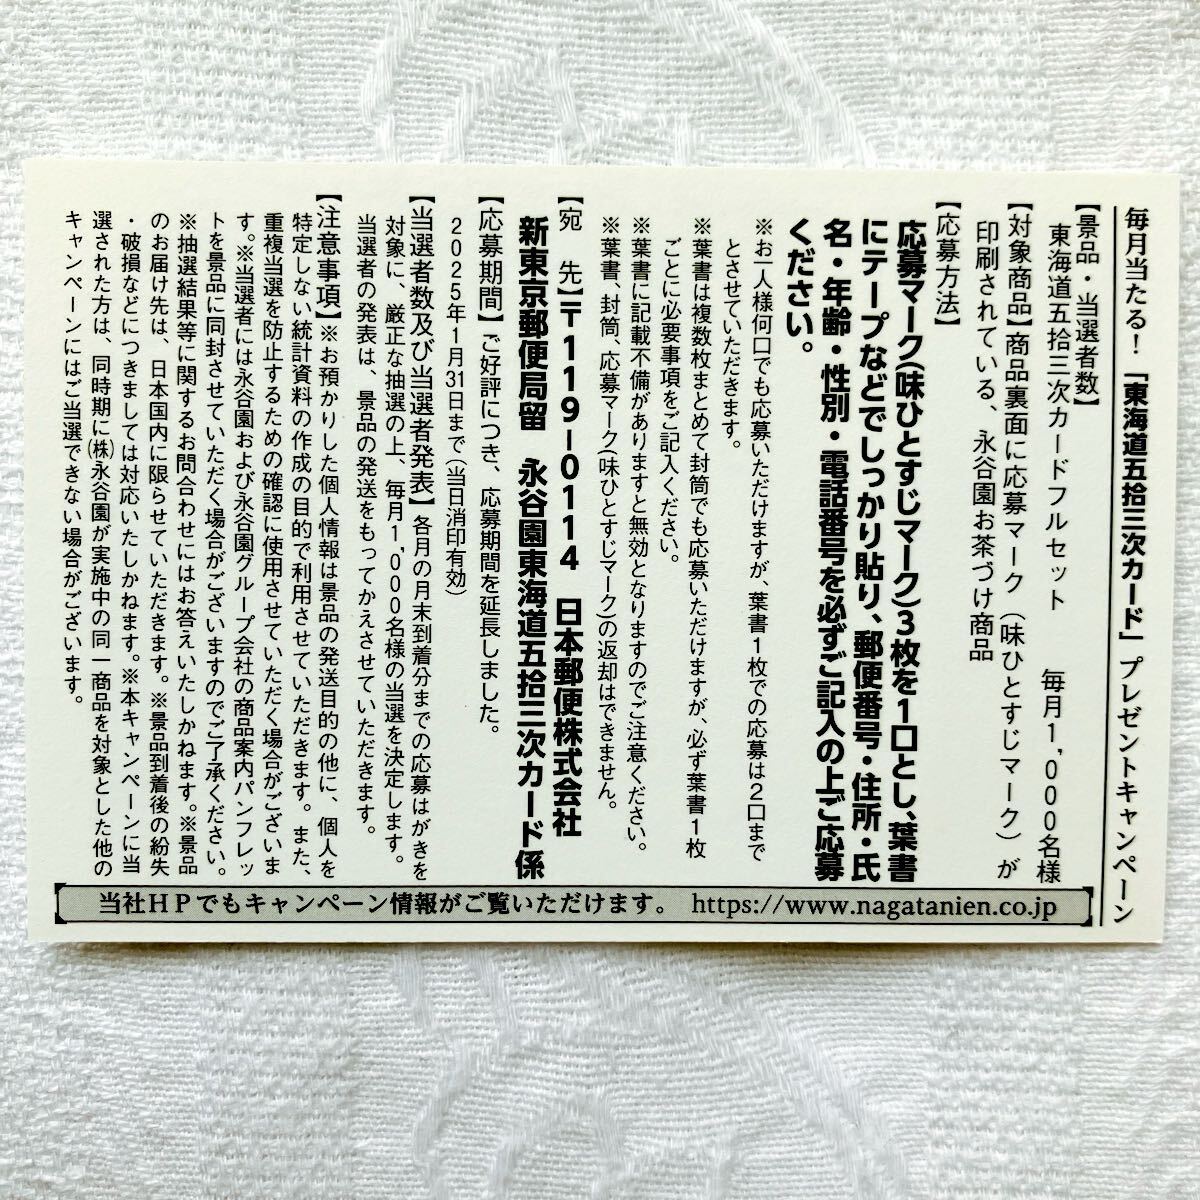 毎月当たる！「東海道五拾三次カード」プレゼントキャンペーン
【景品・当選者数】
東海道五拾三次カードフルセット　毎月1,000名様
【対象商品】商品裏面に応募マーク（味ひとすじマーク）が
印刷されている、永谷園お茶づけ商品
【応募方法】
応募マーク(味ひとすじマーク)3枚を1口とし、葉書
にテープなどでしっかり貼り、郵便番号・住所・氏
名・年齢・性別・電話番号を必ずご記入の上ご応募
ください。
※お一人様何口でも応募いただけますが、葉書1枚での応募は2口まで
とさせていただきます。
※葉書は複数枚まとめて封筒でも応募いただけますが、必ず葉書1枚
ごとに必要事項をご記入ください。
※葉書に記載不備がありますと無効となりますのでご注意ください。
※葉書、封筒、応募マーク(味ひとすじマーク)の返却はできません。
【宛　先】〒119-0114　日本郵便株式会社
新東京郵便局留　永谷園東海道五拾三次カード係
【応募期間】ご好評につき、応募期間を延長しました。
2025年1月31日まで（当日消印有効）
【当選者数及び当選者発表】各月の月末到着分までの応募はがきを
対象に、厳正な抽選の上、毎月1,000名様の当選を決定します。
当選者の発表は、景品の発送をもってかえさせていただきます。
【注意事項】※お預かりした個人情報は景品の発送目的の他に、個人を
特定しない統計資料の作成の目的で利用させていただきます。また、
重複当選を防止するための確認に使用させていただく場合がございま
す。※当選者には永谷園および永谷園グループ会社の商品案内パンフレッ
トを景品に同封させていただく場合がございますのでご了承ください。
※抽選結果等に関するお問合わせにはお答えいたしかねます。※景品
のお届け先は、日本国内に限らせていただきます。※景品到着後の紛失
・破損などにつきましては対応いたしかねます。※本キャンペーンに当
選された方は、同時期に㈱永谷園が実施中の同一商品を対象とした他の
キャンペーンにはご当選できない場合がございます。
当社HPでもキャンペーン情報がご覧いただけます。 https://www.nagatanien.co.jp